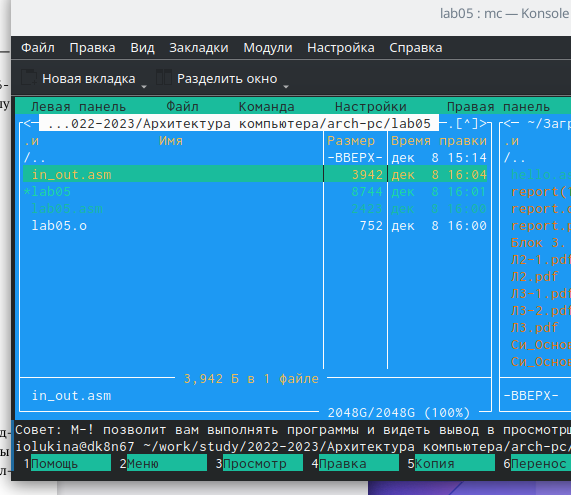 lab05 : mc — Konsole
Файл Правка Вид Закладки Модули Настройка Справка
Новая вкладка Разделить окно
Левая панель Файл Команда Настройки Правая панель
<— ...022-2023/Архитектура компьютера/arch-pc/lab05 —.[^]> <— ~/Загр
.и Имя Размер Время правки .и
/.. -ВВЕРХ- дек 8 15:14 /..
in_out.asm 3942 дек 8 16:04 hello.a
*lab05 8744 дек 8 16:01 report(
lab05.asm 2423 дек 8 16:00 report.
lab05.o 752 дек 8 16:00 report.
Блок 3.
Л2-1.pdf
Л2.pdf
Л3-1.pdf
Л3-2.pdf
Л3.pdf
Си_Осно
Си_Осно
3,942 Б в 1 файле
in_out.asm -ВВЕРХ-
2048G/2048G (100%)
Совет: M-! позволит вам выполнять программы и видеть вывод в просмотрщ
iolukina@dk8n67 ~/work/study/2022-2023/Архитектура компьютера/arch-pc/
1Помощь 2Меню 3Просмотр 4Правка 5Копия 6Перенос